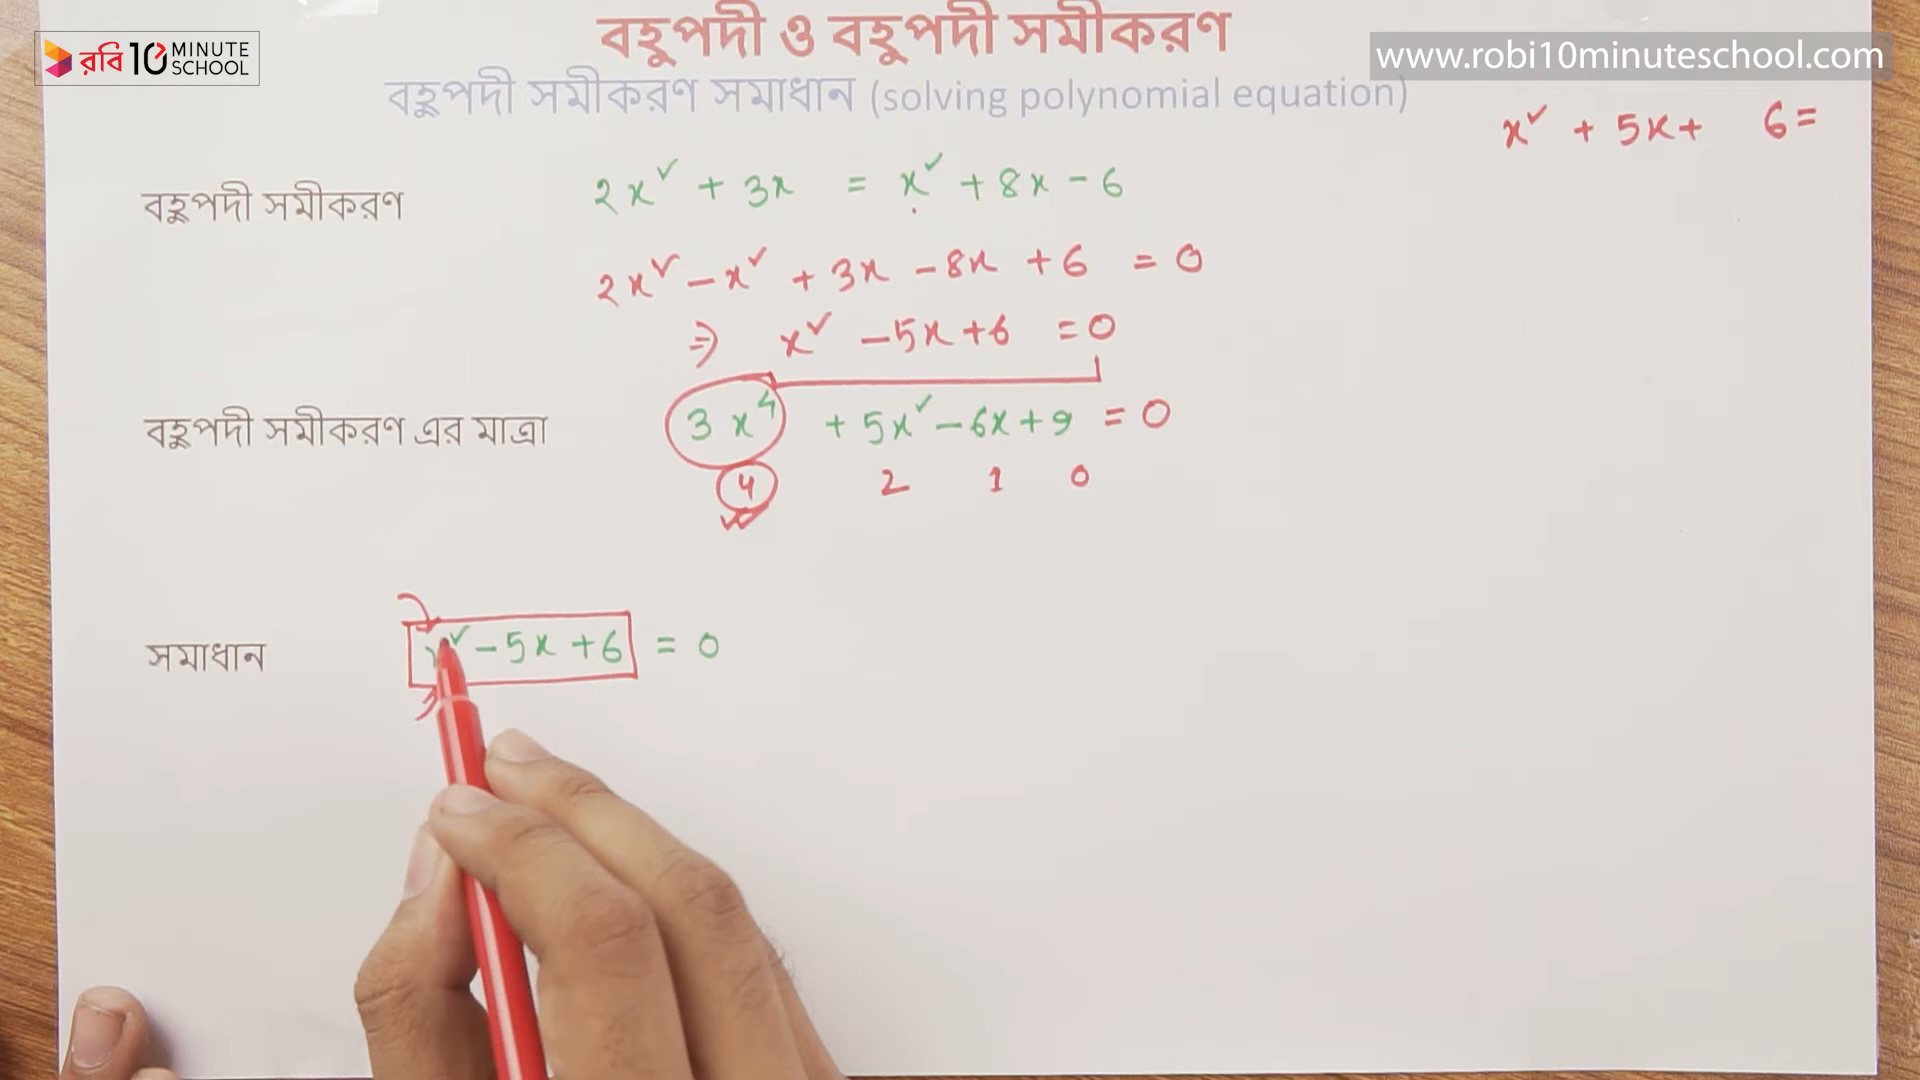 রবি 10 MINUTE SCHOOL
www.robi10minuteschool.com
বহুপদী ও বহুপদী সমীকরণ
বহুপদী সমীকরণ সমাধান (solving polynomial equation)
x² + 5x + 6 =
বহুপদী সমীকরণ 2x² + 3x = x² + 8x - 6
2x² - x² + 3x - 8x + 6 = 0
⇒ x² - 5x + 6 = 0
বহুপদী সমীকরণ এর মাত্রা 3x⁴ + 5x² - 6x + 9 = 0
4 2 1 0
সমাধান x² - 5x + 6 = 0